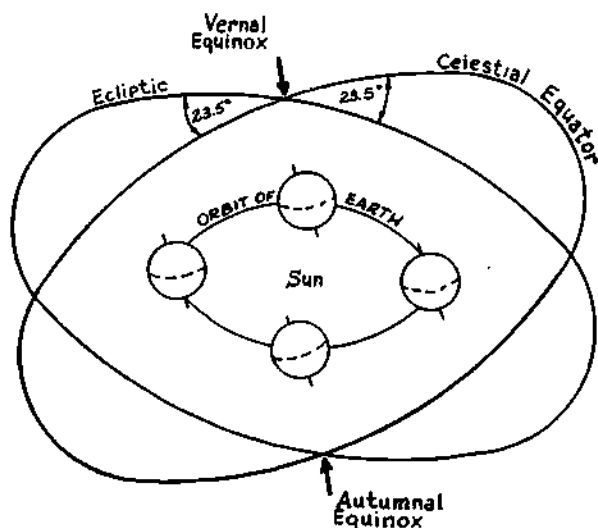 Vernal
Equinox
Ecliptic
Celestial Equator
23.5°
23.5°
ORBIT OF EARTH
Sun
Autumnal
Equinox